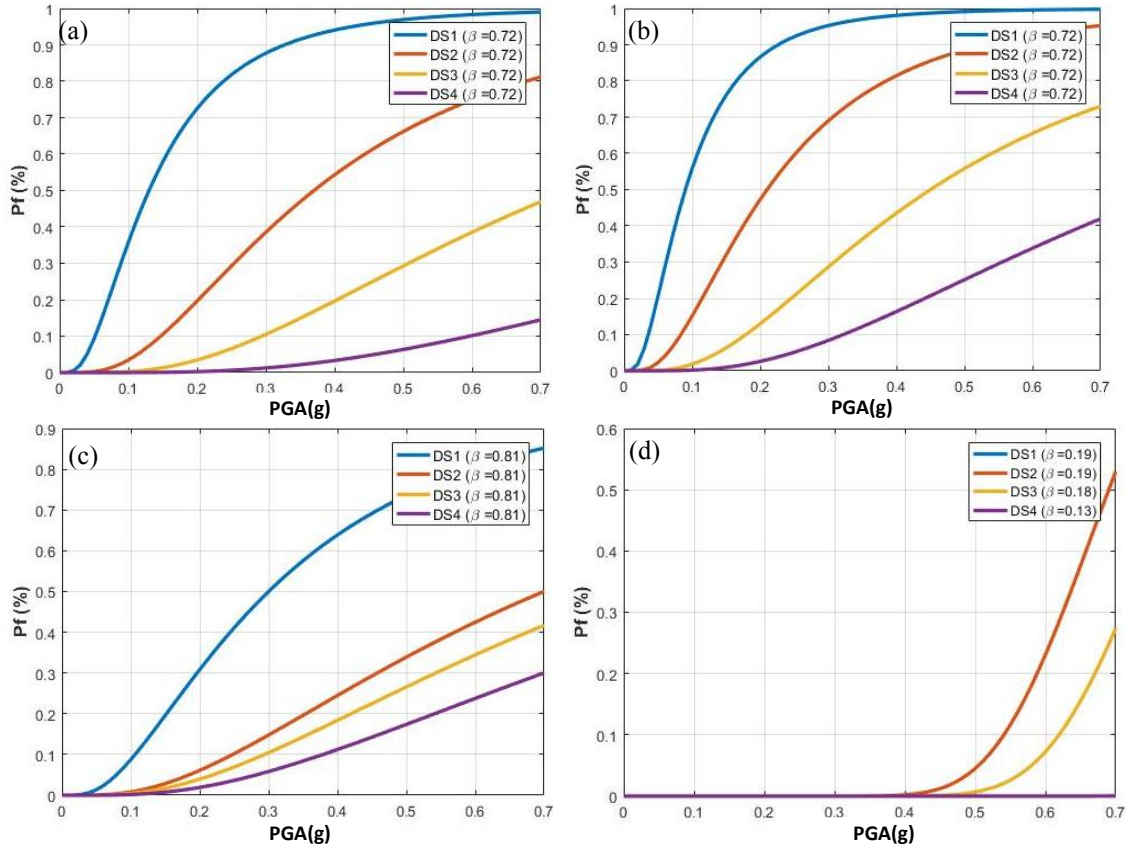 (a)
1
0.9
0.8
0.7
0.6
0.5
0.4
0.3
0.2
0.1
0
Pf (%)
DS1 (β =0.72)
DS2 (β =0.72)
DS3 (β =0.72)
DS4 (β =0.72)
0 0.1 0.2 0.3 0.4 0.5 0.6 0.7
PGA(g)
(b)
1
0.9
0.8
0.7
0.6
0.5
0.4
0.3
0.2
0.1
0
Pf (%)
DS1 (β =0.72)
DS2 (β =0.72)
DS3 (β =0.72)
DS4 (β =0.72)
0 0.1 0.2 0.3 0.4 0.5 0.6 0.7
PGA(g)
(c)
0.9
0.8
0.7
0.6
0.5
0.4
0.3
0.2
0.1
0
Pf (%)
DS1 (β =0.81)
DS2 (β =0.81)
DS3 (β =0.81)
DS4 (β =0.81)
0 0.1 0.2 0.3 0.4 0.5 0.6 0.7
PGA(g)
(d)
0.6
0.5
0.4
0.3
0.2
0.1
0
Pf (%)
DS1 (β =0.19)
DS2 (β =0.19)
DS3 (β =0.18)
DS4 (β =0.13)
0 0.1 0.2 0.3 0.4 0.5 0.6 0.7
PGA(g)